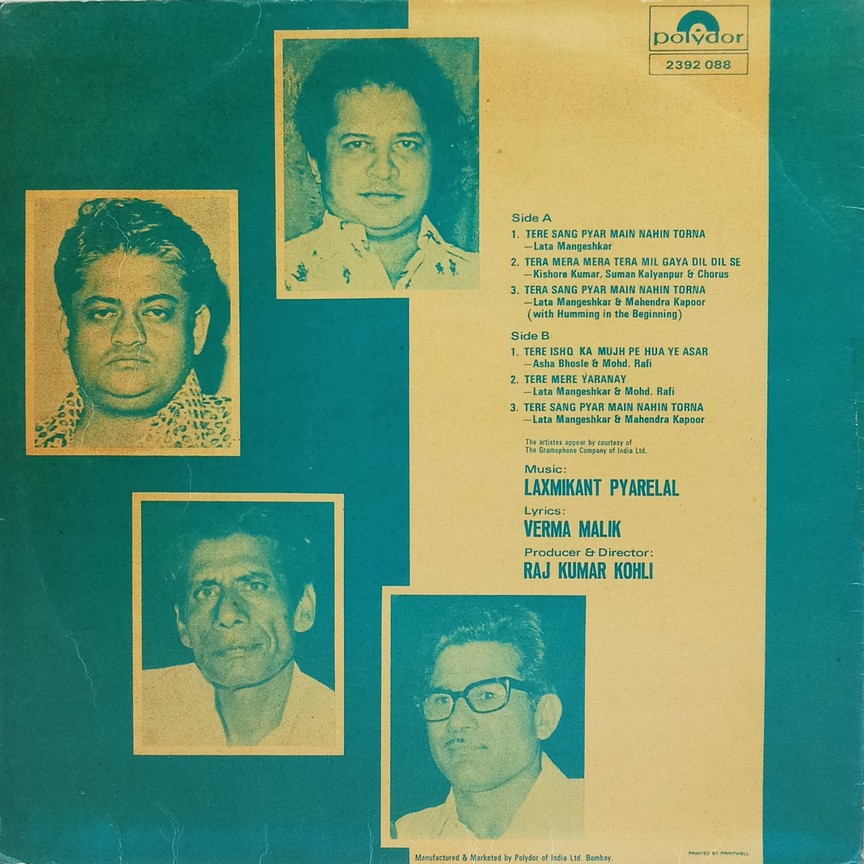 polydor
2392 088
Side A
1. TERE SANG PYAR MAIN NAHIN TORNA
—Lata Mangeshkar
2. TERA MERA MERA TERA MIL GAYA DIL DIL SE
—Kishore Kumar, Suman Kalyanpur & Chorus
3. TERA SANG PYAR MAIN NAHIN TORNA
—Lata Mangeshkar & Mahendra Kapoor
(with Humming in the Beginning)
Side B
1. TERE ISHQ KA MUJH PE HUA YE ASAR
—Asha Bhosle & Mohd. Rafi
2. TERE MERE YARANAY
—Lata Mangeshkar & Mohd. Rafi
3. TERE SANG PYAR MAIN NAHIN TORNA
—Lata Mangeshkar & Mahendra Kapoor
The artistes appear by courtesy of
The Gramophone Company of India Ltd.
Music:
LAXMIKANT PYARELAL
Lyrics:
VERMA MALIK
Producer & Director:
RAJ KUMAR KOHLI
Manufactured & Marketed by Polydor of India Ltd. Bombay.
PRINTED BY PRINTWELL